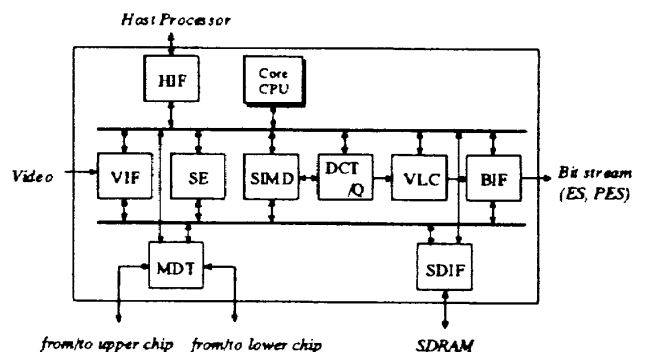 Host Processor
HIF
Core
CPU
Video
VIF
SE
SIMD
DCT
/Q
VLC
BIF
Bit stream
(ES, PES)
MDT
SDIF
from/to upper chip
from/to lower chip
SDRAM